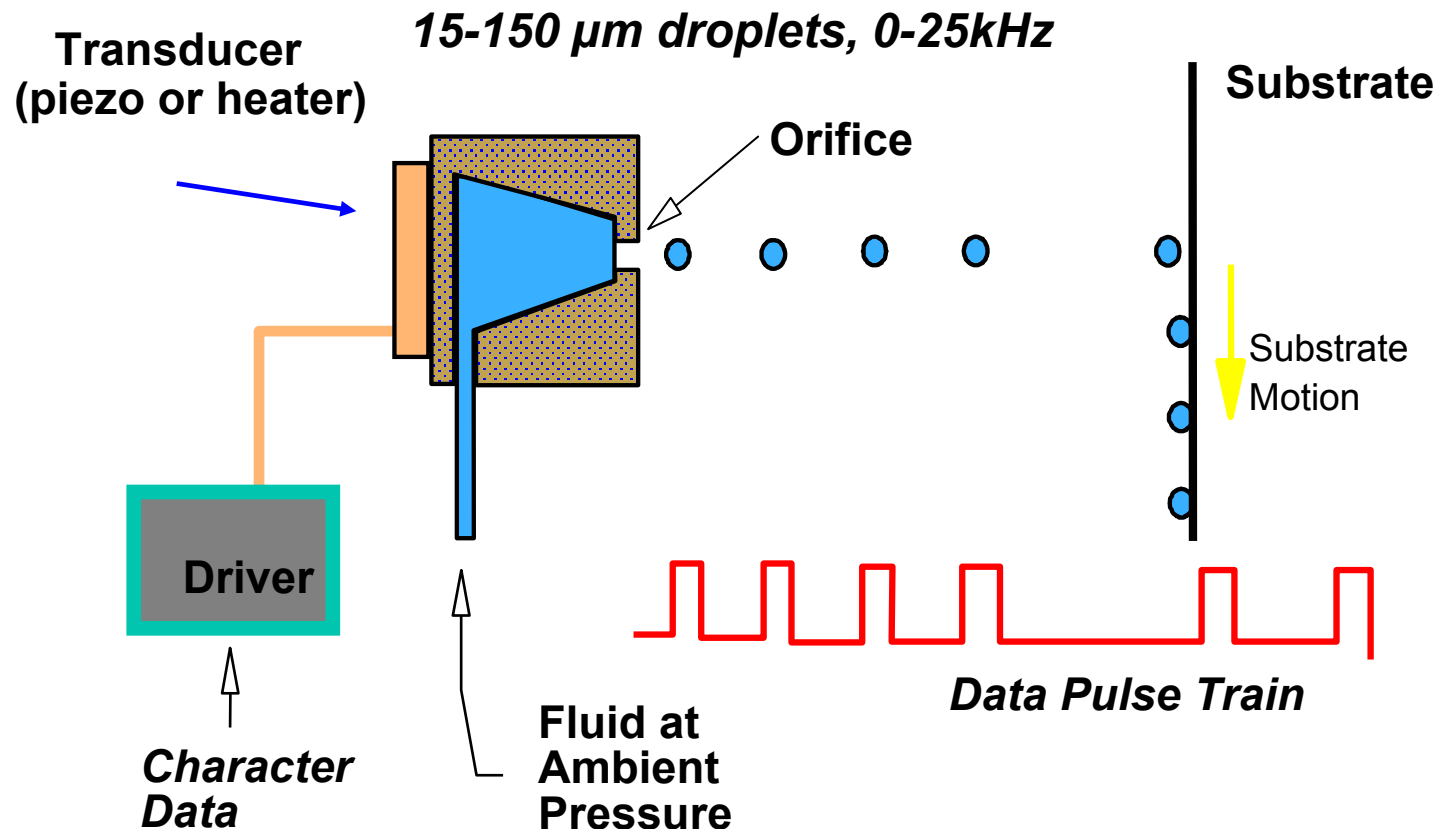 15-150 µm droplets, 0-25kHz
Transducer
(piezo or heater)
Substrate
Orifice
Substrate
Motion
Driver
Data Pulse Train
Character
Data
Fluid at
Ambient
Pressure